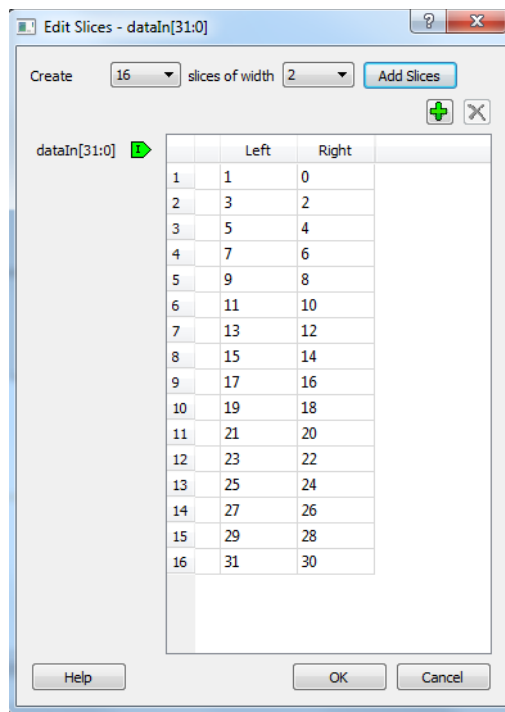 Edit Slices - dataIn[31:0]
Create 16 slices of width 2 Add Slices
dataIn[31:0] I Left Right
1 1 0
2 3 2
3 5 4
4 7 6
5 9 8
6 11 10
7 13 12
8 15 14
9 17 16
10 19 18
11 21 20
12 23 22
13 25 24
14 27 26
15 29 28
16 31 30
Help OK Cancel